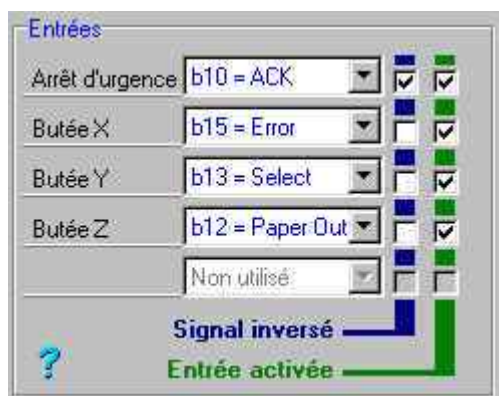 Entrées
Arrêt d'urgence b10 = ACK
Butée X b15 = Error
Butée Y b13 = Select
Butée Z b12 = Paper Out
Non utilisé
Signal inversé
? Entrée activée